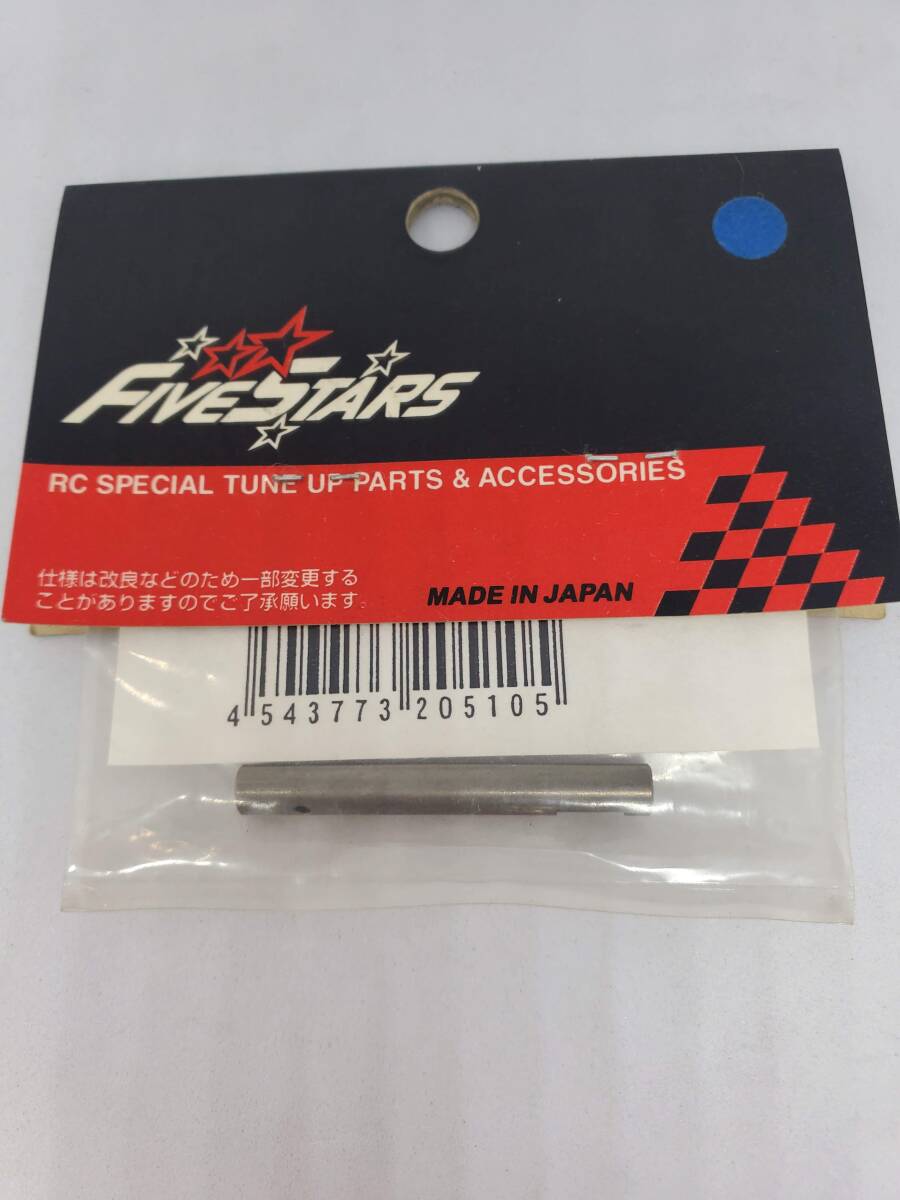 FIVESTARS
RC SPECIAL TUNE UP PARTS & ACCESSORIES
仕様は改良などのため一部変更する
ことがありますのでご了承願います。
MADE IN JAPAN
4 543773 205105